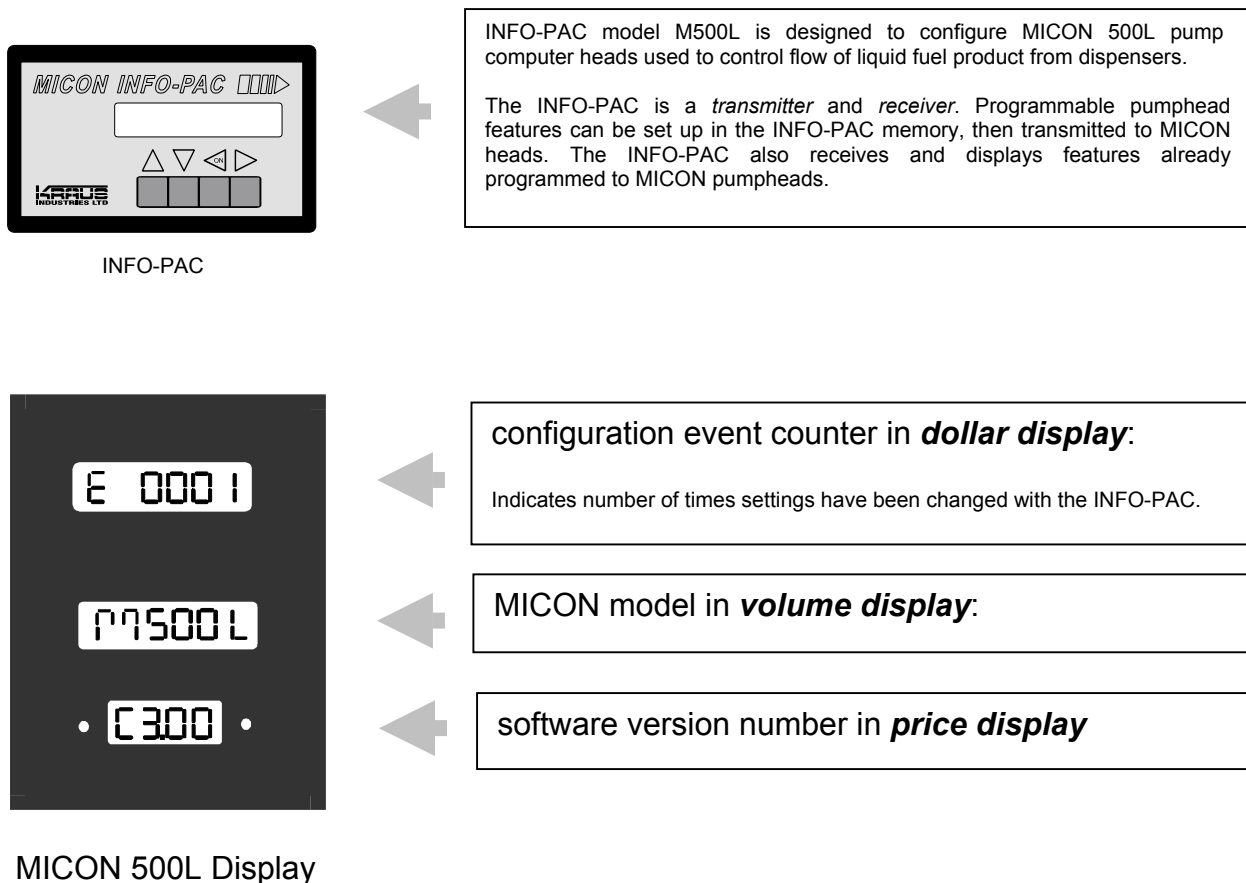 MICON INFO-PAC
ON
KRAUS
INDUSTRIES LTD
INFO-PAC
INFO-PAC model M500L is designed to configure MICON 500L pump
computer heads used to control flow of liquid fuel product from dispensers.
The INFO-PAC is a transmitter and receiver. Programmable pumphead
features can be set up in the INFO-PAC memory, then transmitted to MICON
heads. The INFO-PAC also receives and displays features already
programmed to MICON pumpheads.
E 0001
configuration event counter in dollar display:
Indicates number of times settings have been changed with the INFO-PAC.
M500L
MICON model in volume display:
C3.00
software version number in price display
MICON 500L Display